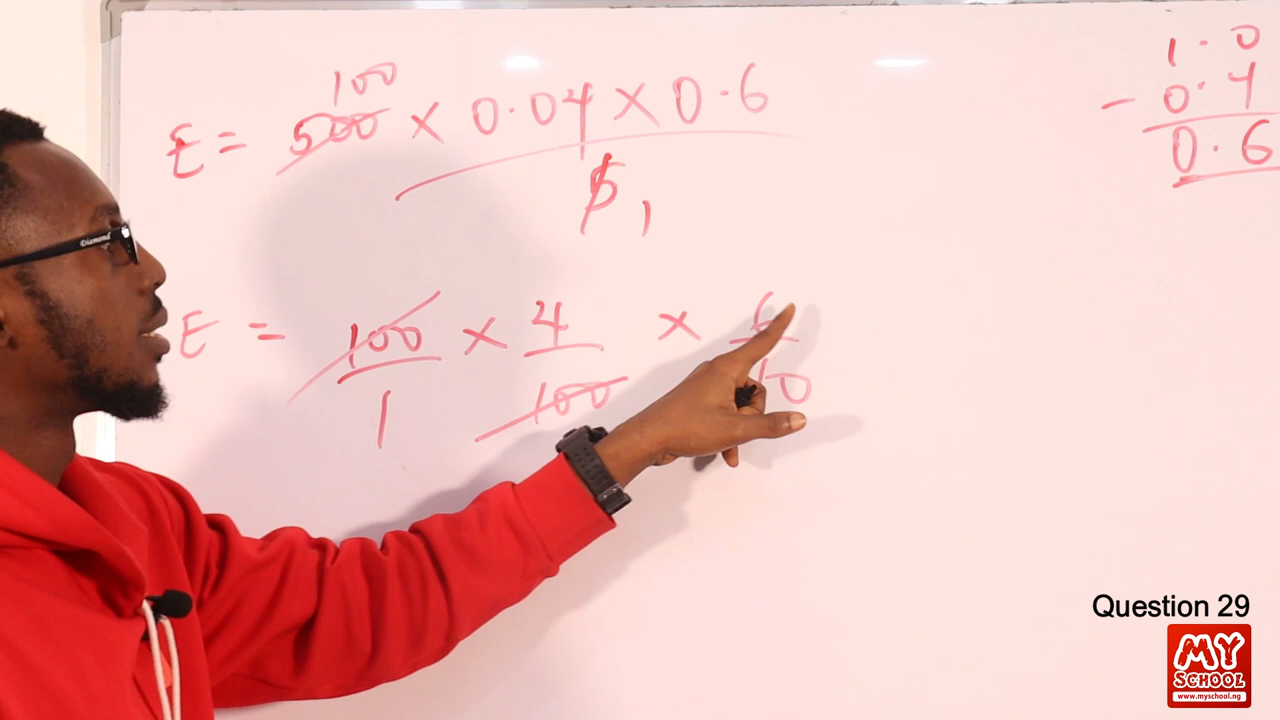 100
E = 500 × 0.04 × 0.6
5 1
E = 100/1 × 4/100 × 6/10
1.0
- 0.4
0.6
Diamond
Question 29
MY
SCHOOL
www.myschool.ng